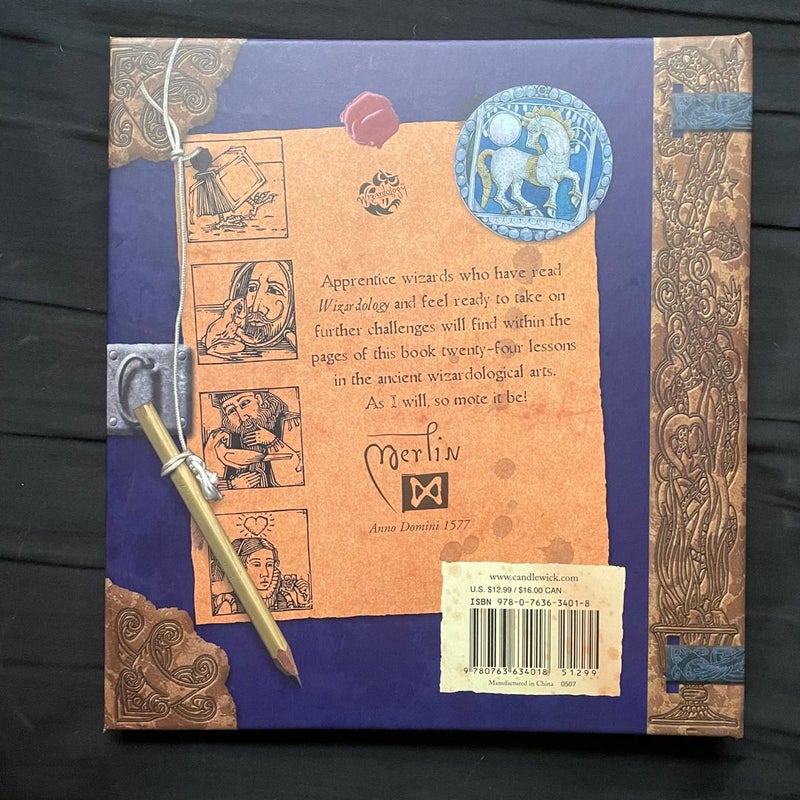 Wizardology
Apprentice wizards who have read
Wizardology and feel ready to take on
further challenges will find within the
pages of this book twenty-four lessons
in the ancient wizardological arts.
As I will, so mote it be!
Merlin
Anno Domini 1577
www.candlewick.com
U.S. $12.99 / $16.00 CAN
ISBN 978-0-7636-3401-8
9 780763 634018 51299
Manufactured in China 0507